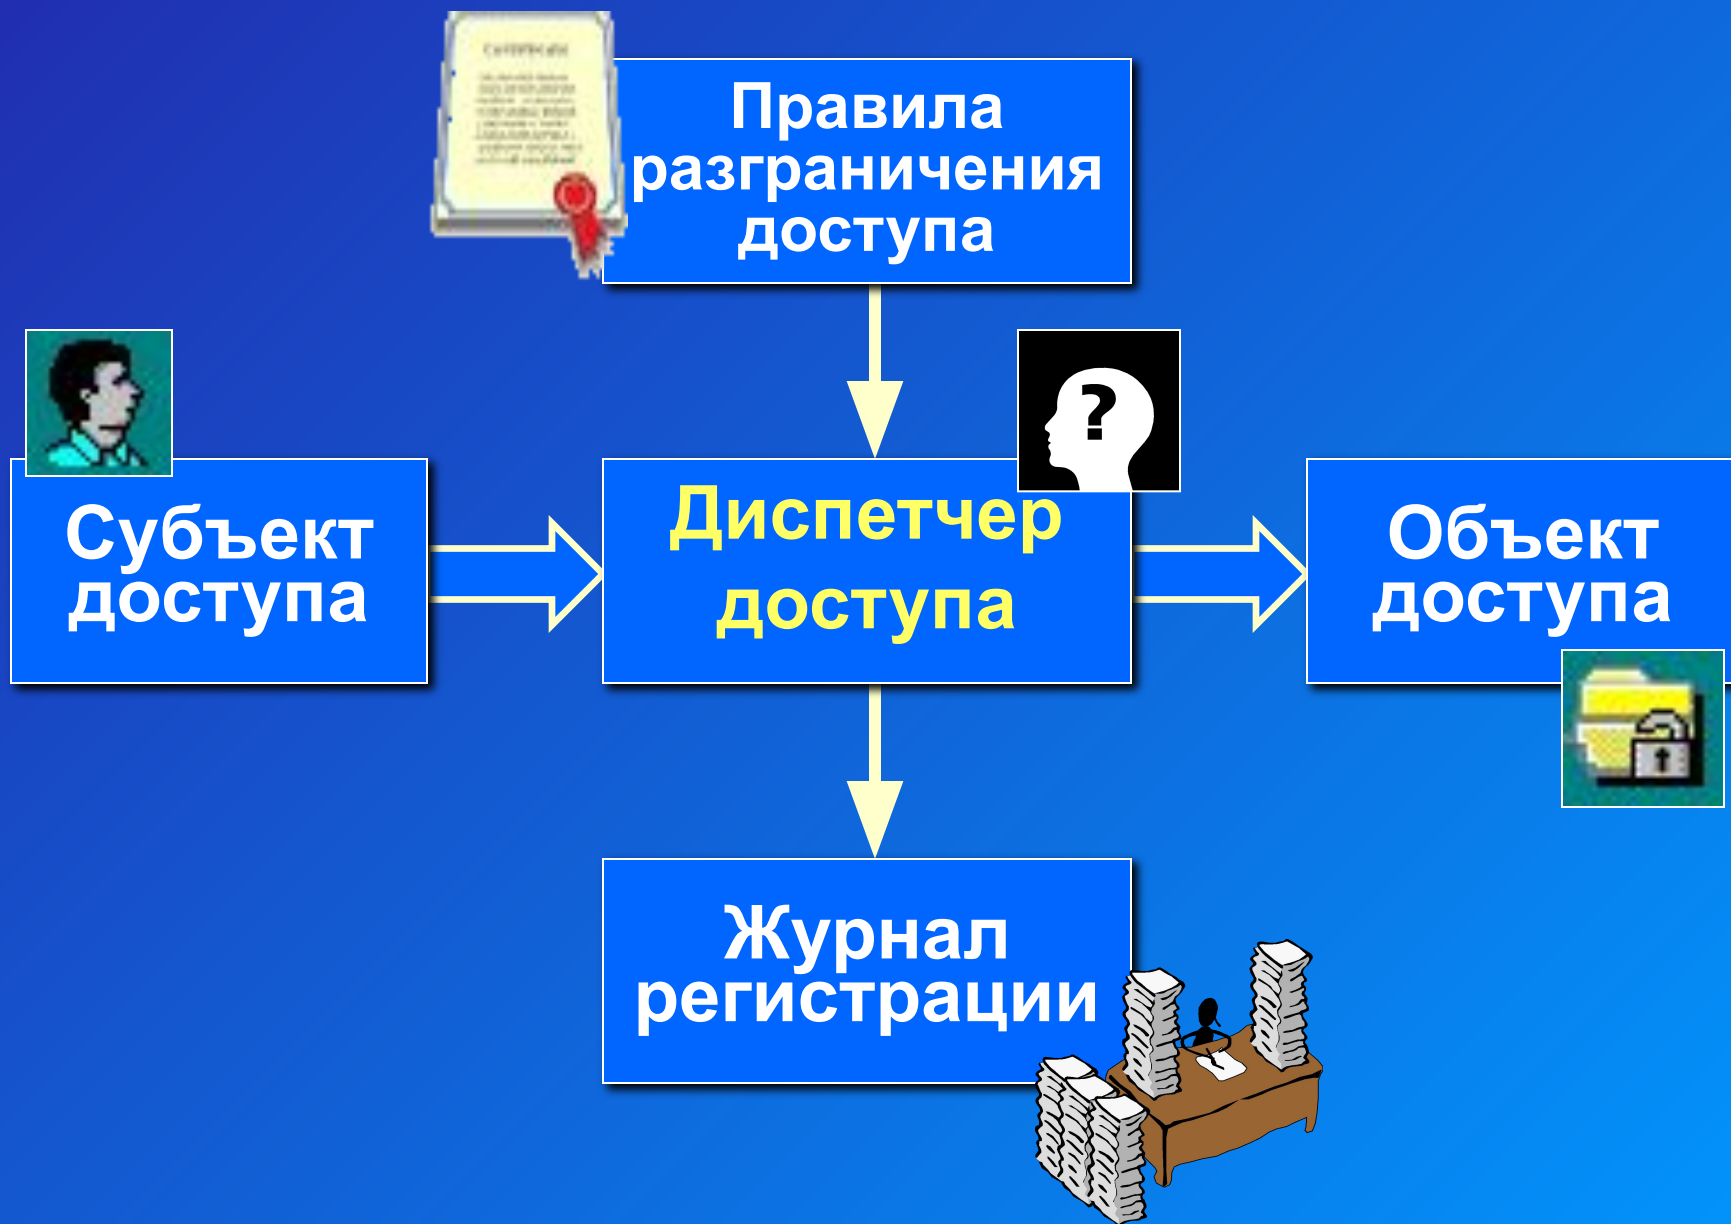 Правила
разграничения
доступа
Субъект
доступа
Диспетчер
доступа
?
Объект
доступа
Журнал
регистрации